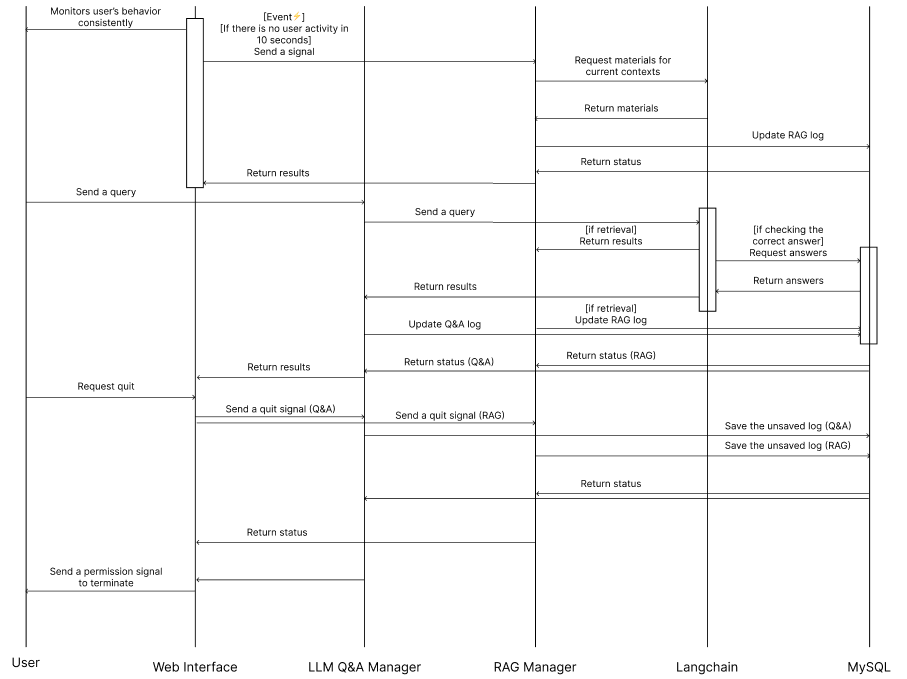 Monitors user's behavior
consistently
[Event⚡]
[If there is no user activity in
10 seconds]
Send a signal
Request materials for
current contexts
Return materials
Update RAG log
Return status
Return results
Send a query
Send a query
[if retrieval]
Return results
[if checking the
correct answer]
Request answers
Return answers
Return results
[if retrieval]
Update RAG log
Update Q&A log
Return status (RAG)
Return status (Q&A)
Return results
Request quit
Send a quit signal (Q&A)
Send a quit signal (RAG)
Save the unsaved log (Q&A)
Save the unsaved log (RAG)
Return status
Return status
Send a permission signal
to terminate
User
Web Interface
LLM Q&A Manager
RAG Manager
Langchain
MySQL